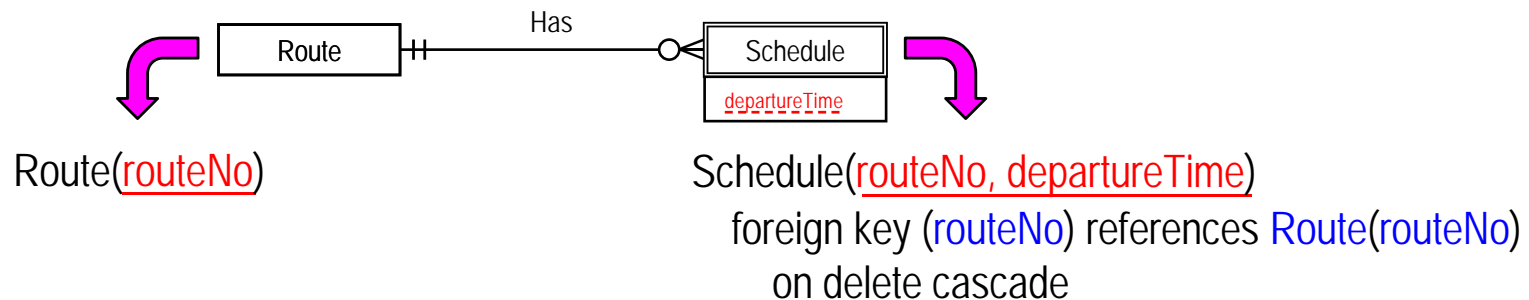 Has
Route
Schedule
departureTime
Route(routeNo)
Schedule(routeNo, departureTime)
foreign key (routeNo) references Route(routeNo)
on delete cascade